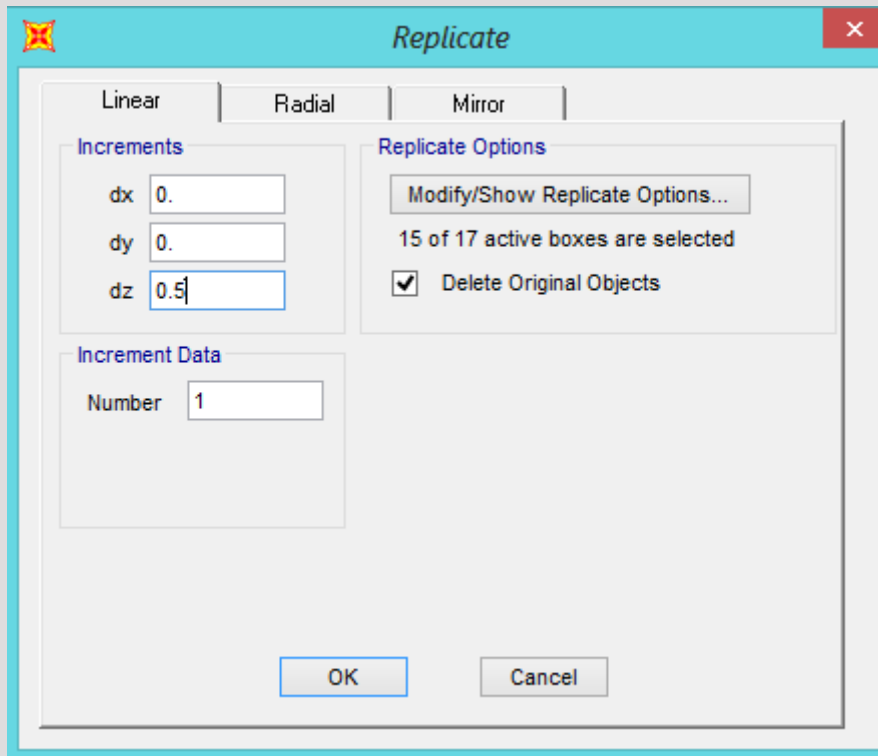 Replicate
Linear
Radial
Mirror
Increments
dx 0.
dy 0.
dz 0.5
Replicate Options
Modify/Show Replicate Options...
15 of 17 active boxes are selected
Delete Original Objects
Increment Data
Number 1
OK
Cancel